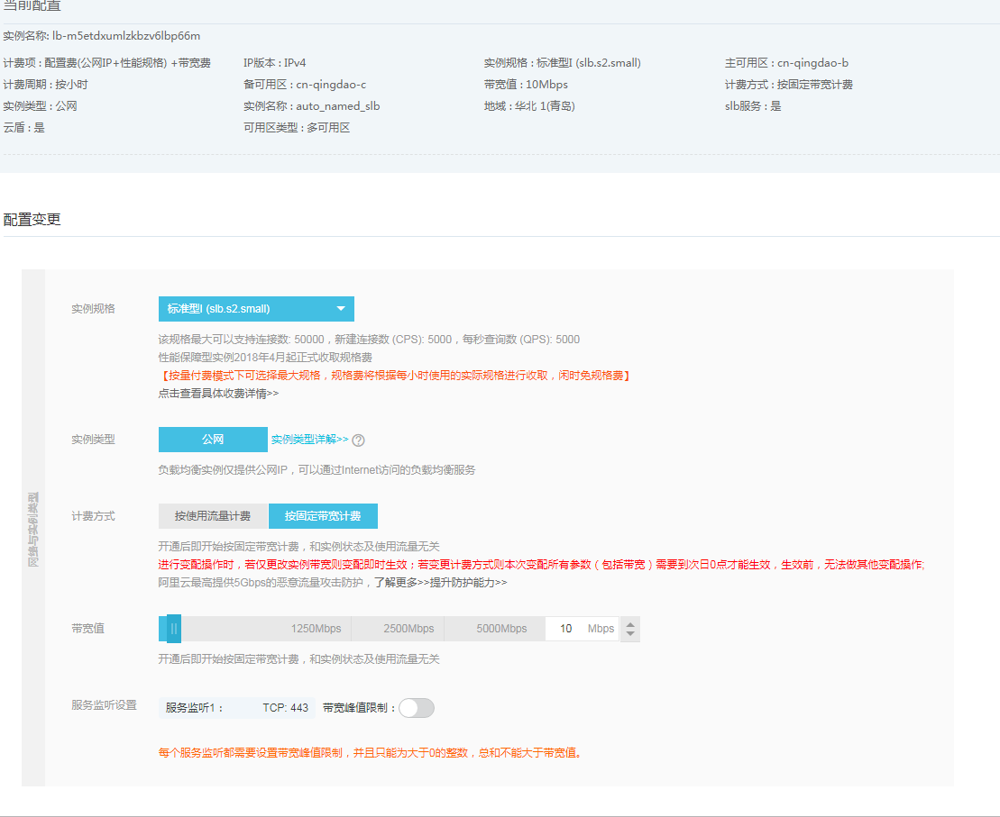 当前配置
实例名称: lb-m5etdxumlzkbzv6lbp66m
计费项 : 配置费(公网IP+性能规格) +带宽费 IP版本 : IPv4 实例规格 : 标准型I (slb.s2.small) 主可用区 : cn-qingdao-b
计费周期 : 按小时 备可用区 : cn-qingdao-c 带宽值 : 10Mbps 计费方式 : 按固定带宽计费
实例类型 : 公网 实例名称 : auto_named_slb 地域 : 华北 1(青岛) slb服务 : 是
云盾 : 是 可用区类型 : 多可用区
配置变更
网络与实例类型
实例规格 标准型I (slb.s2.small)
该规格最大可以支持连接数: 50000，新建连接数 (CPS): 5000，每秒查询数 (QPS): 5000
性能保障型实例2018年4月起正式收取规格费
【按量付费模式下可选择最大规格，规格费将根据每小时使用的实际规格进行收取，闲时免规格费】
点击查看具体收费详情>>
实例类型 公网 实例类型详解>> ?
负载均衡实例仅提供公网IP，可以通过Internet访问的负载均衡服务
计费方式 按使用流量计费 按固定带宽计费
开通后即开始按固定带宽计费，和实例状态及使用流量无关
进行变配操作时，若仅更改实例带宽则变配即时生效；若变更计费方式则本次变配所有参数（包括带宽）需要到次日0点才能生效，生效前，无法做其他变配操作;
阿里云最高提供5Gbps的恶意流量攻击防护，了解更多>>提升防护能力>>
带宽值 1250Mbps 2500Mbps 5000Mbps 10 Mbps
开通后即开始按固定带宽计费，和实例状态及使用流量无关
服务监听设置 服务监听1： TCP: 443 带宽峰值限制：
每个服务监听都需要设置带宽峰值限制，并且只能为大于0的整数，总和不能大于带宽值。